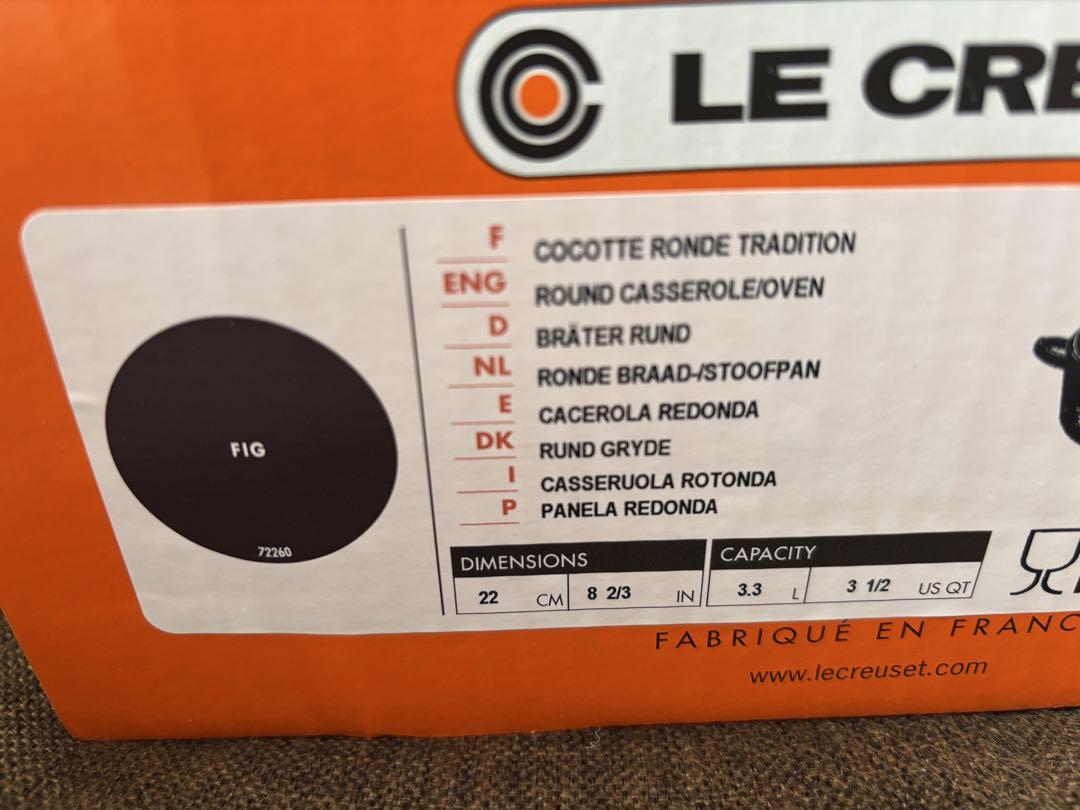 LE CRE
F COCOTTE RONDE TRADITION
ENG ROUND CASSEROLE/OVEN
D BRÄTER RUND
NL RONDE BRAAD-/STOOFPAN
E CACEROLA REDONDA
DK RUND GRYDE
I CASSERUOLA ROTONDA
P PANELA REDONDA
FIG
72260
DIMENSIONS CAPACITY
22 CM 8 2/3 IN 3.3 L 3 1/2 US QT
FABRIQUÉ EN FRANC
www.lecreuset.com